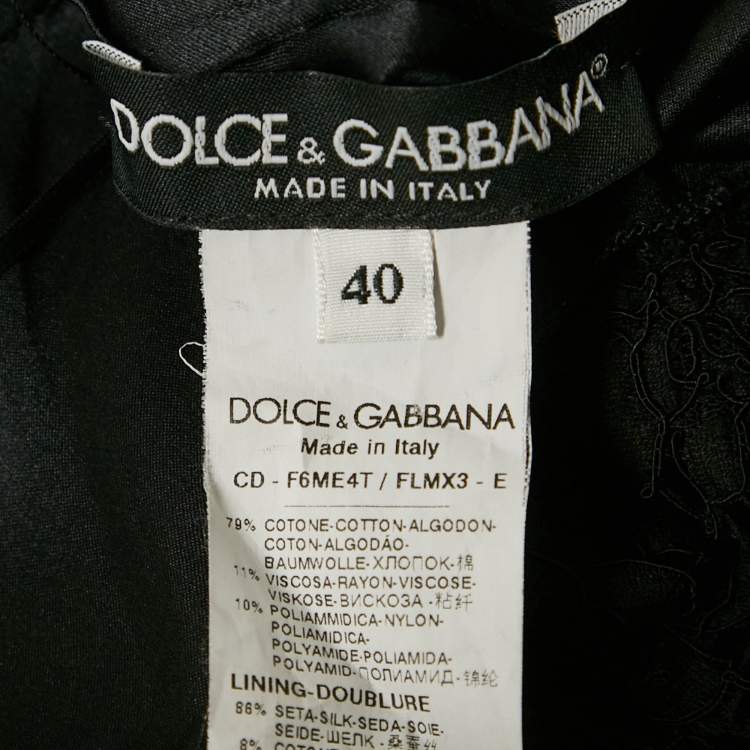 DOLCE & GABBANA®
MADE IN ITALY
40
DOLCE & GABBANA
Made in Italy
CD - F6ME4T / FLMX3 - E
79% COTONE-COTTON-ALGODON-
COTON-ALGODÃO-
BAUMWOLLE-ХЛОПОК-棉
11% VISCOSA-RAYON-VISCOSE-
VISKOSE-ВИСКОЗА-粘纤
10% POLIAMMIDICA-NYLON-
POLIAMIDICA-
POLYAMIDE-POLIAMIDA-
POLYAMID-ПОЛИАМИД-锦纶
LINING-DOUBLURE
86% SETA-SILK-SEDA-SOIE-
SEIDE-ШЕЛК-桑蚕丝
8% COTONE